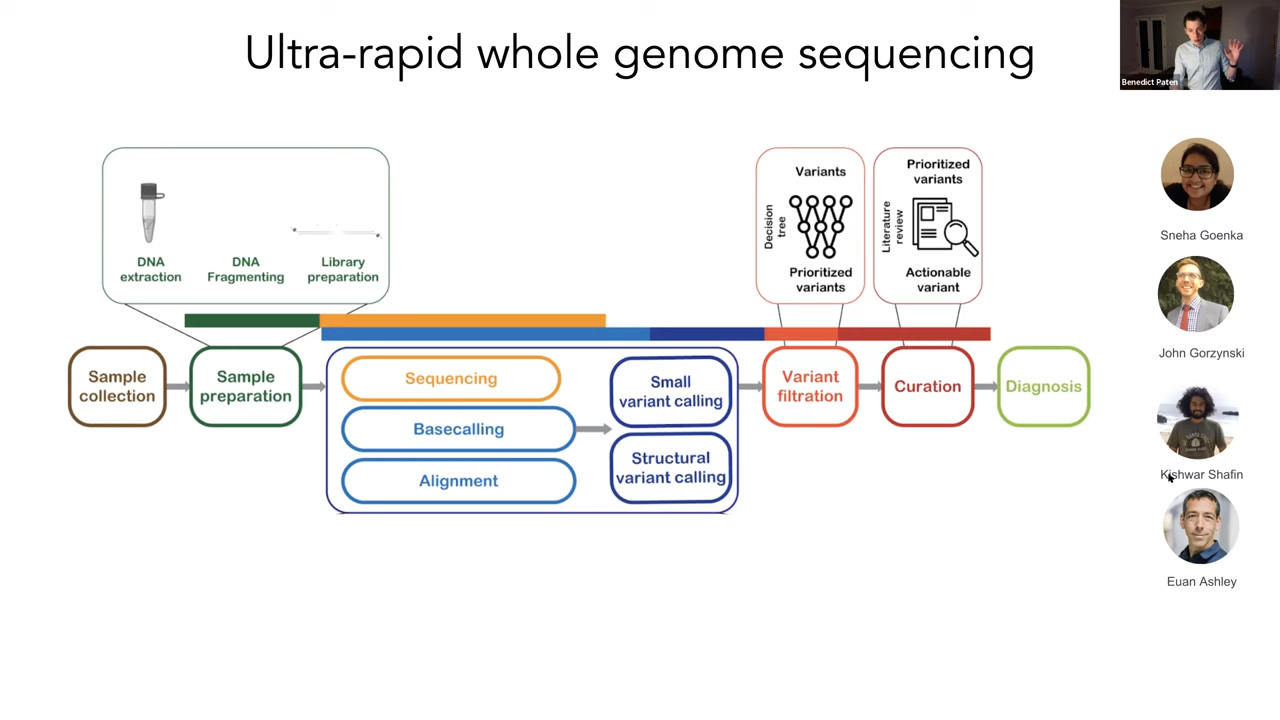 Ultra-rapid whole genome sequencing
Benedict Paten
DNA
extraction
DNA
Fragmenting
Library
preparation
Variants
Decision
tree
Prioritized
variants
Prioritized
variants
Literature
review
Actionable
variant
Sample
collection
Sample
preparation
Sequencing
Basecalling
Alignment
Small
variant calling
Structural
variant calling
Variant
filtration
Curation
Diagnosis
Sneha Goenka
John Gorzynski
Kishwar Shafin
Euan Ashley